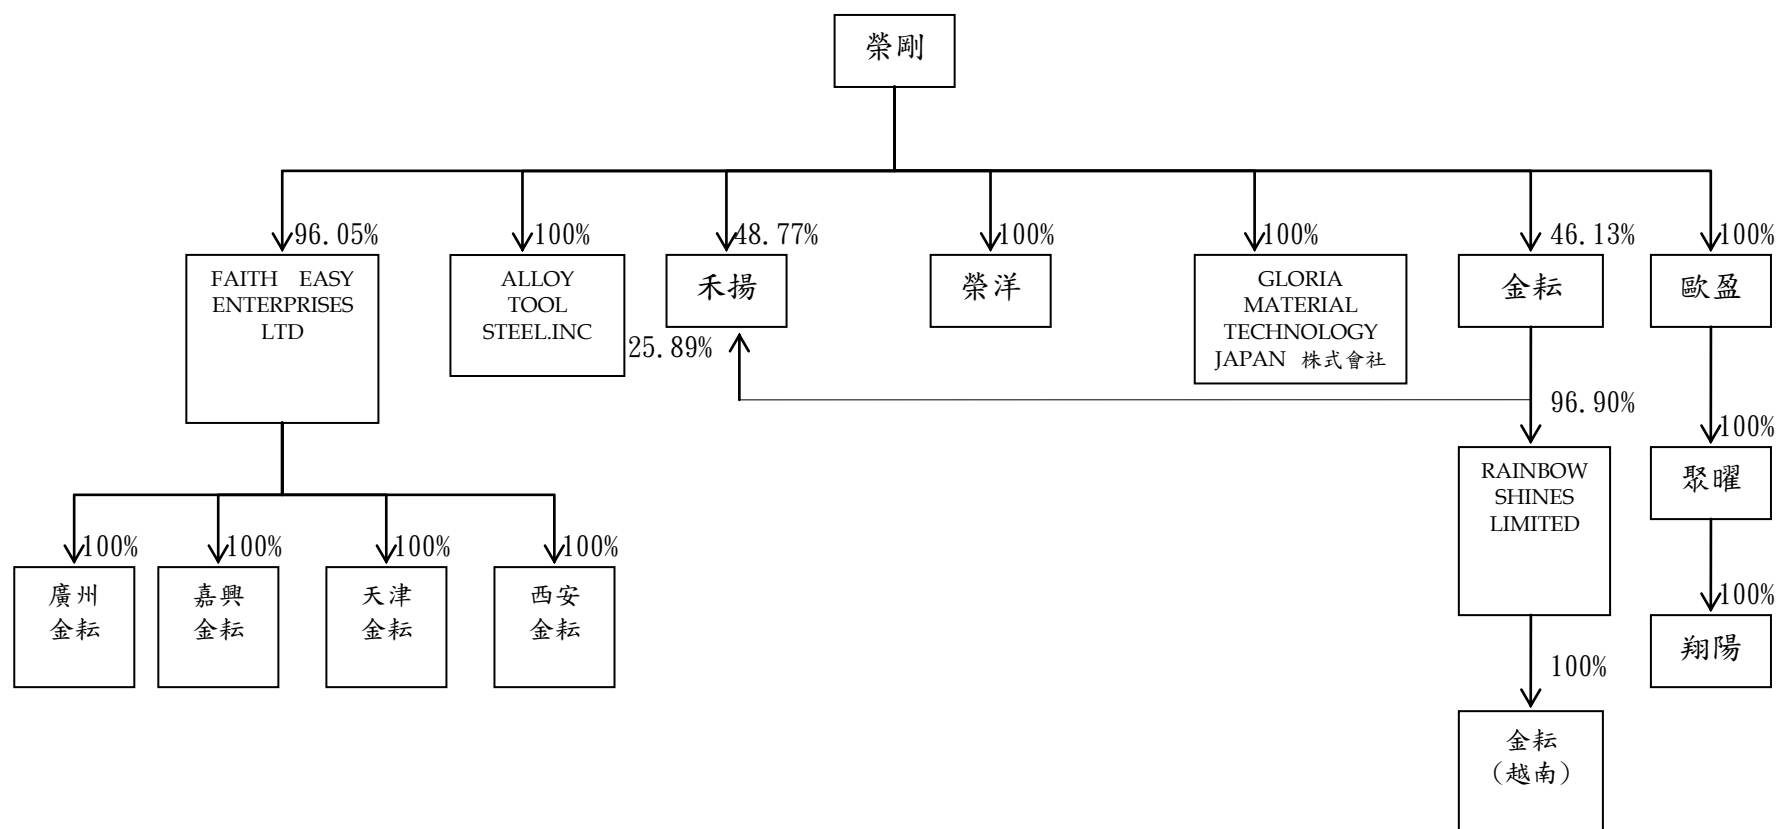 榮剛
96.05%
100%
48.77%
100%
100%
46.13%
100%
FAITH EASY
ENTERPRISES
LTD
ALLOY
TOOL
STEEL.INC
禾揚
榮洋
GLORIA
MATERIAL
TECHNOLOGY
JAPAN 株式會社
金耘
歐盈
25.89%
96.90%
100%
RAINBOW
SHINES
LIMITED
聚曜
100%
100%
100%
100%
100%
廣州
金耘
嘉興
金耘
天津
金耘
西安
金耘
翔陽
100%
金耘
(越南)